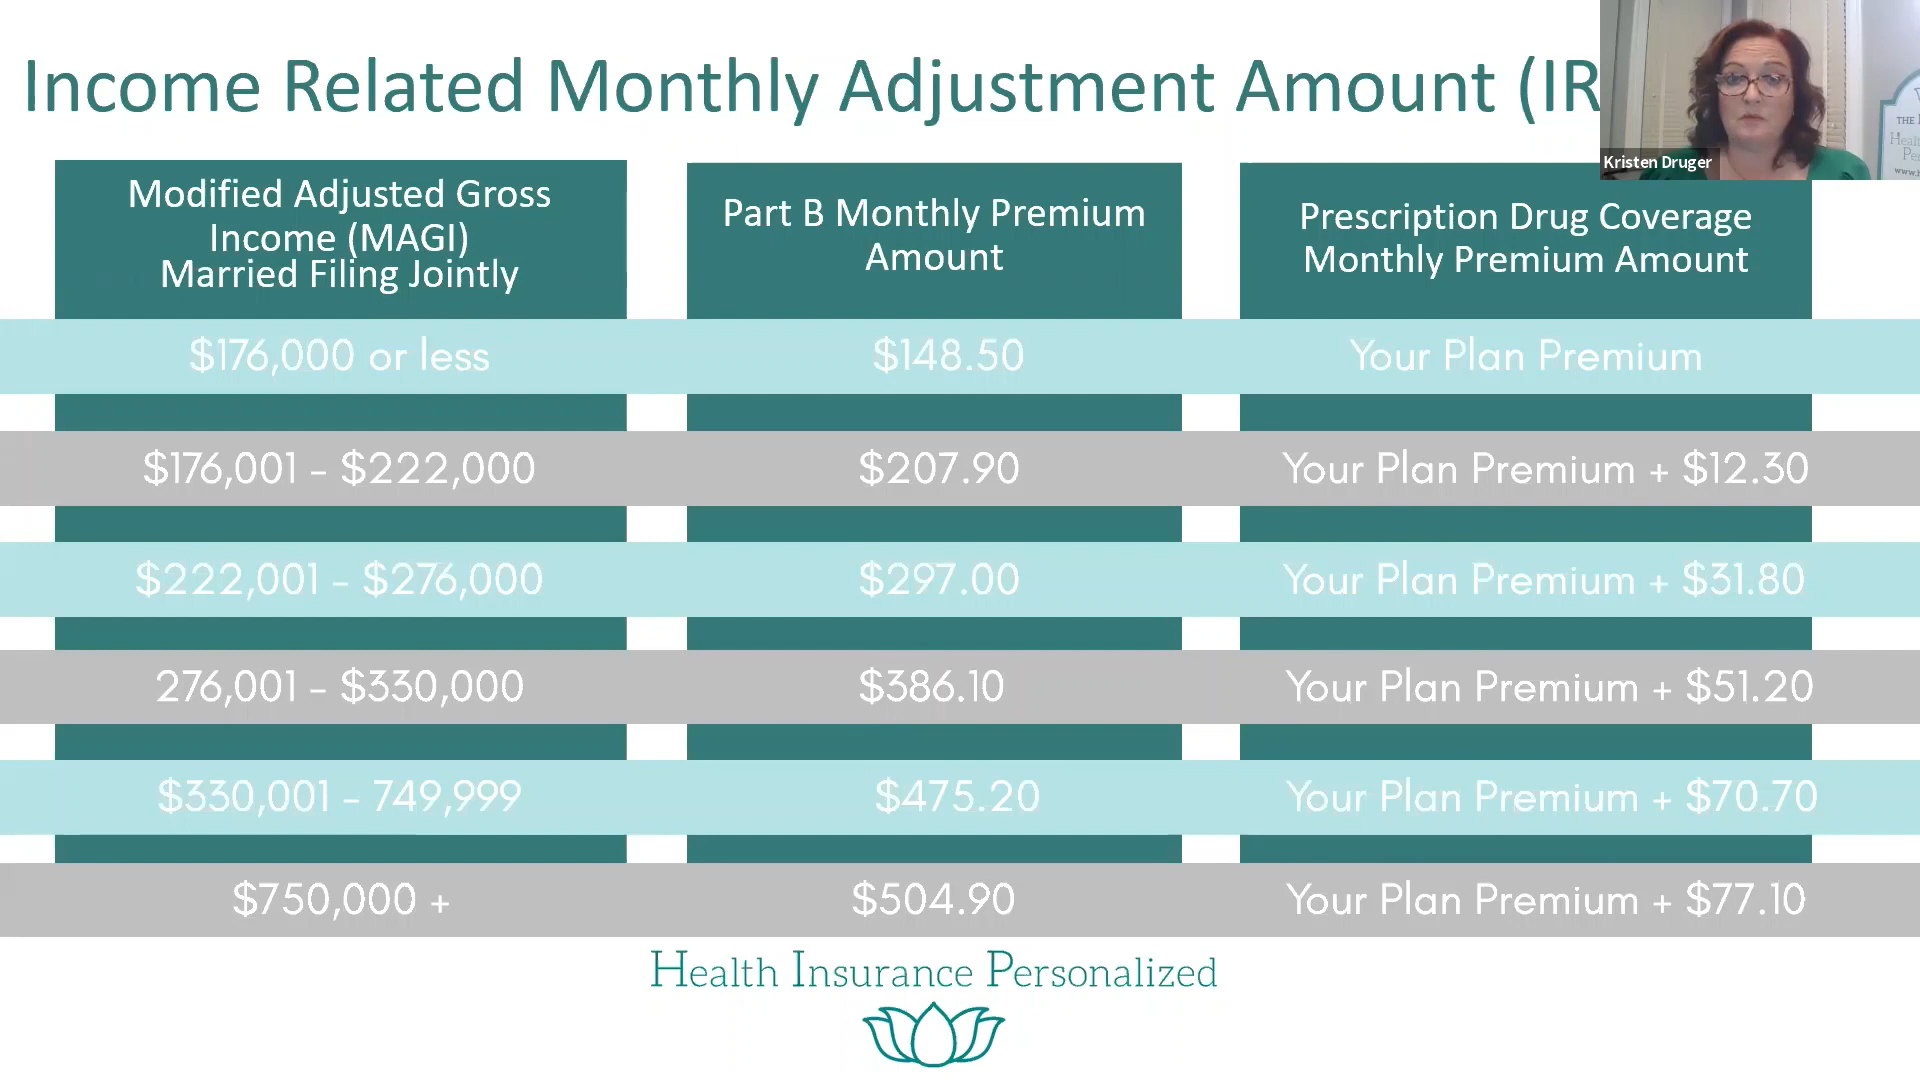 Income Related Monthly Adjustment Amount (IR
Kristen Druger
THE
www.
Modified Adjusted Gross
Income (MAGI)
Married Filing Jointly
Part B Monthly Premium
Amount
Prescription Drug Coverage
Monthly Premium Amount
$176,000 or less
$148.50
Your Plan Premium
$176,001 - $222,000
$207.90
Your Plan Premium + $12.30
$222,001 - $276,000
$297.00
Your Plan Premium + $31.80
276,001 - $330,000
$386.10
Your Plan Premium + $51.20
$330,001 - 749,999
$475.20
Your Plan Premium + $70.70
$750,000 +
$504.90
Your Plan Premium + $77.10
Health Insurance Personalized